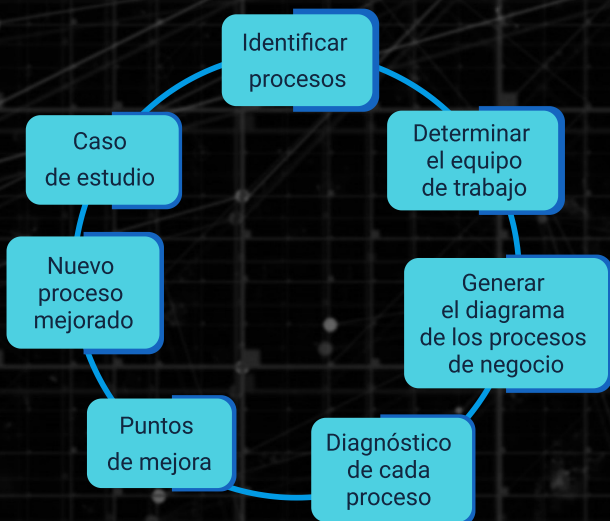 Identificar
procesos
Determinar
el equipo
de trabajo
Generar
el diagrama
de los procesos
de negocio
Diagnóstico
de cada
proceso
Puntos
de mejora
Nuevo
proceso
mejorado
Caso
de estudio